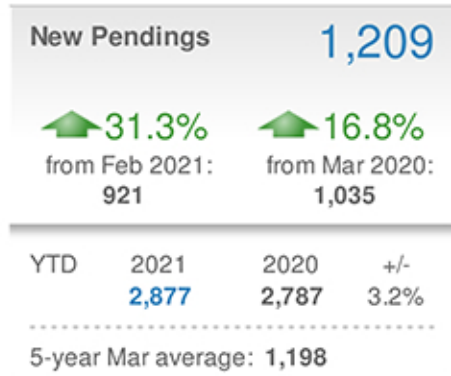 New Pendings 1,209
31.3% 16.8%
from Feb 2021: from Mar 2020:
921 1,035
YTD 2021 2020 +/-
2,877 2,787 3.2%
5-year Mar average: 1,198